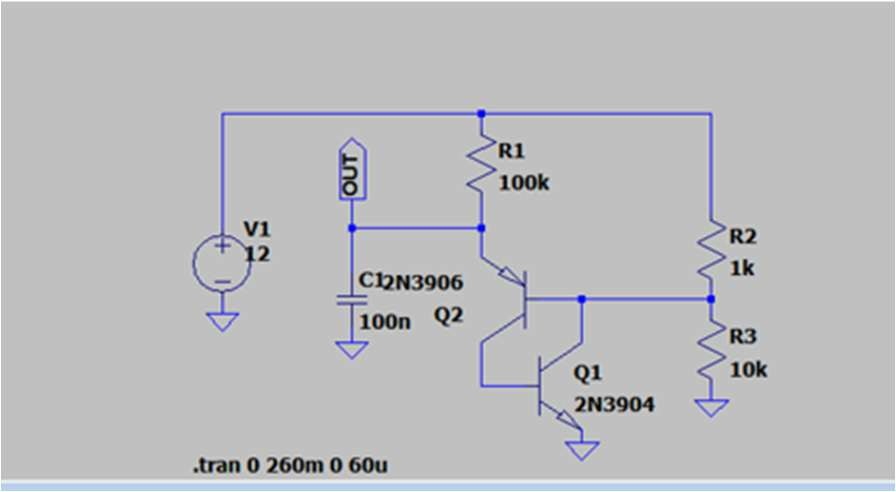 OUT
R1
100k
V1
12
R2
1k
C1
2N3906
100n
Q2
R3
10k
Q1
2N3904
.tran 0 260m 0 60u